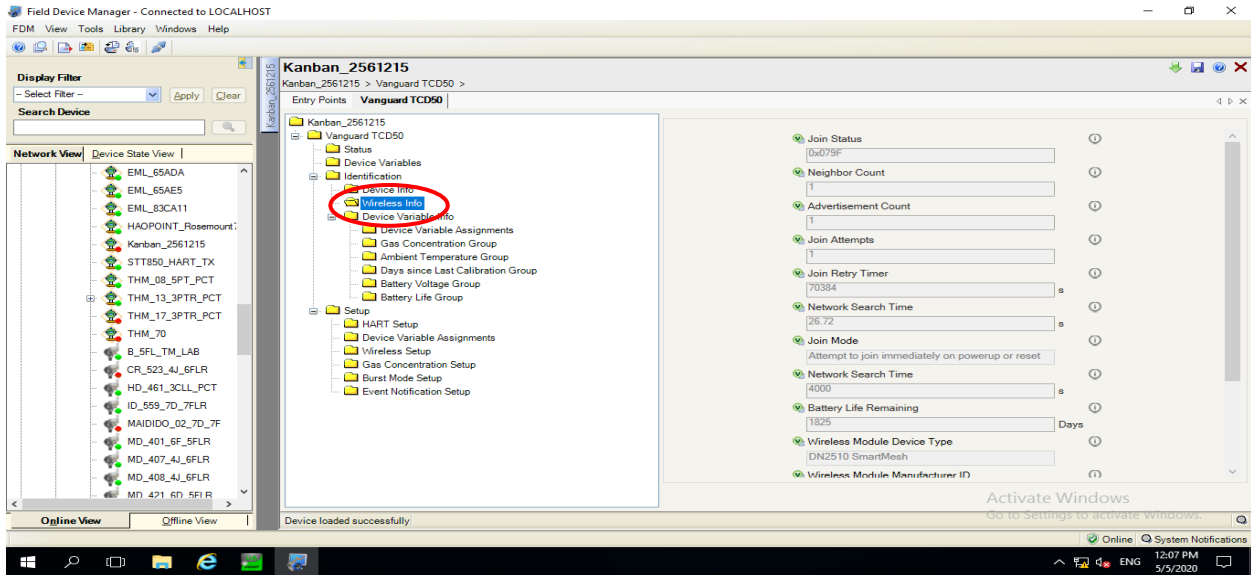 Field Device Manager - Connected to LOCALHOST
FDM View Tools Library Windows Help
Display Filter
-- Select Filter --
Apply Clear
Search Device
Network View Device State View
EML_65ADA
EML_65AE5
EML_83CA11
HAOPOINT_Rosemount
Kanban_2561215
STT850_HART_TX
THM_08_5PT_PCT
THM_13_3PTR_PCT
THM_17_3PTR_PCT
THM_70
B_5FL_TM_LAB
CR_523_4J_6FLR
HD_461_3CLL_PCT
ID_559_7D_7FLR
MAIDIDO_02_7D_7F
MD_401_6F_5FLR
MD_407_4J_6FLR
MD_408_4J_6FLR
MD_421_6D_5FLR
Online View Offline View
Kanban_2561215
Kanban_2561215
Kanban_2561215 > Vanguard TCD50 >
Entry Points Vanguard TCD50
Kanban_2561215
Vanguard TCD50
Status
Device Variables
Identification
Device Info
Wireless Info
Device Variable Info
Device Variable Assignments
Gas Concentration Group
Ambient Temperature Group
Days since Last Calibration Group
Battery Voltage Group
Battery Life Group
Setup
HART Setup
Device Variable Assignments
Wireless Setup
Gas Concentration Setup
Burst Mode Setup
Event Notification Setup
Join Status
0x079F
Neighbor Count
1
Advertisement Count
1
Join Attempts
1
Join Retry Timer
70384 s
Network Search Time
26.72 s
Join Mode
Attempt to join immediately on powerup or reset
Network Search Time
4000 s
Battery Life Remaining
1825 Days
Wireless Module Device Type
DN2510 SmartMesh
Wireless Module Manufacturer ID
Activate Windows
Go to Settings to activate Windows.
Device loaded successfully
Online System Notifications
ENG
12:07 PM
5/5/2020